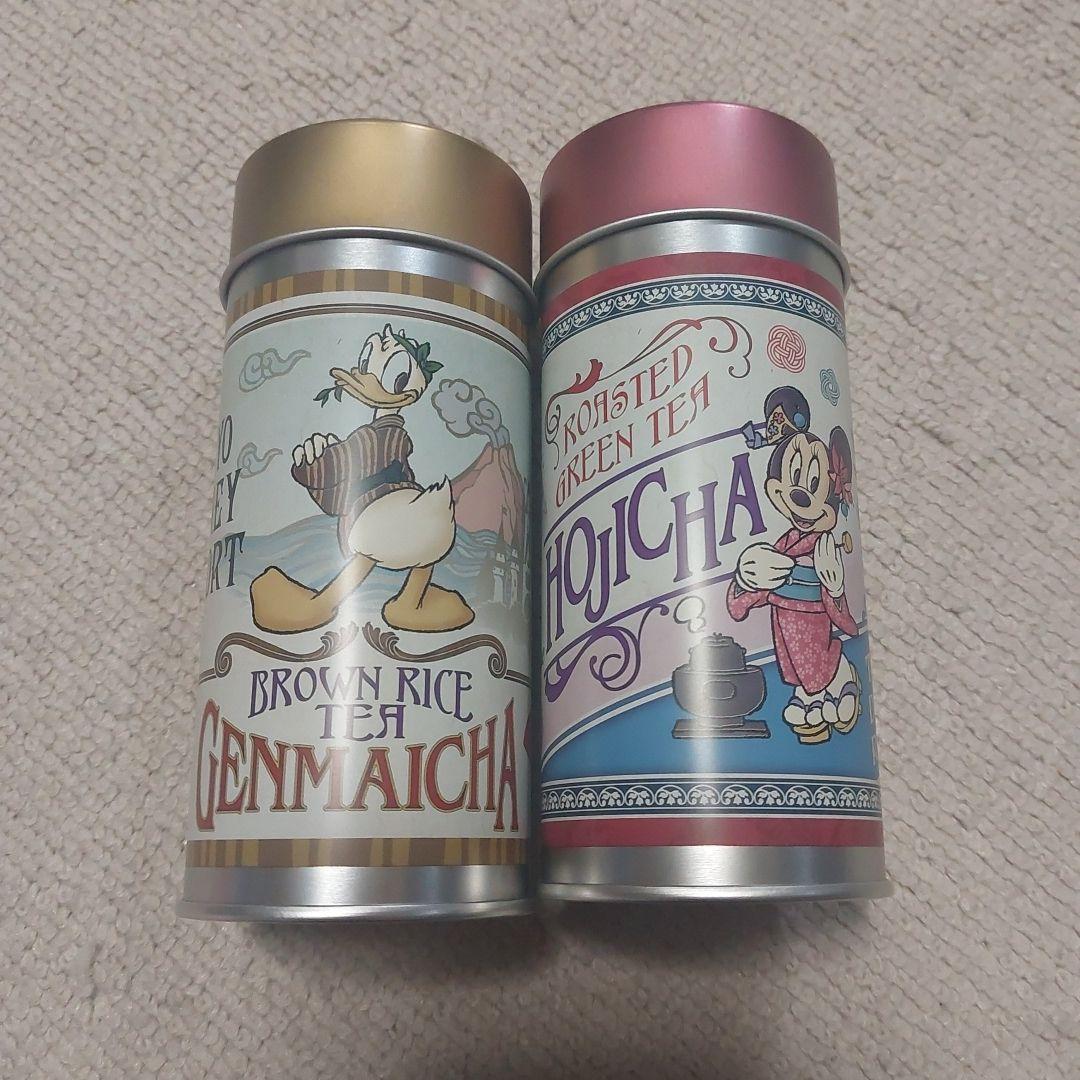 BROWN RICE
TEA
GENMAICHA
ROASTED
GREEN TEA
HOJICHA